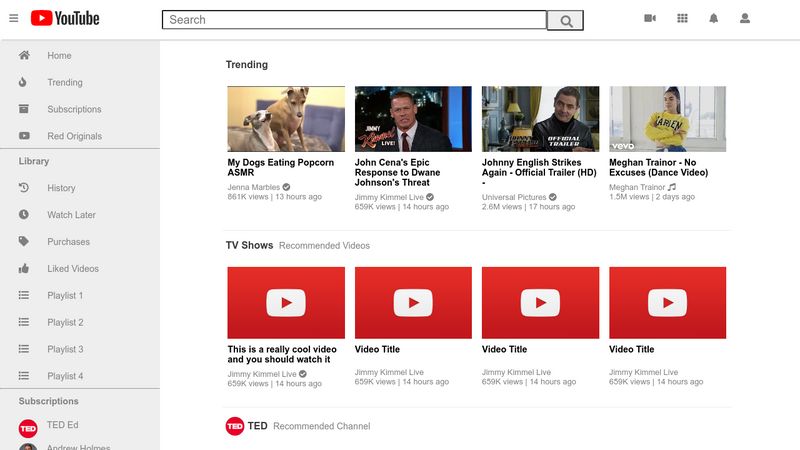 YouTube
Search
Home
Trending
Subscriptions
Red Originals
Library
History
Watch Later
Purchases
Liked Videos
Playlist 1
Playlist 2
Playlist 3
Playlist 4
Subscriptions
TED
TED Ed
Andrew Holmes
Trending
JIMMY
KIMMEL
LIVE!
OFFICIAL
TRAILER
vevo
My Dogs Eating Popcorn
ASMR
Jenna Marbles
861K views | 13 hours ago
John Cena's Epic
Response to Dwane
Johnson's Threat
Jimmy Kimmel Live
659K views | 14 hours ago
Johnny English Strikes
Again - Official Trailer (HD)
-
Universial Pictures
2.6M views | 17 hours ago
Meghan Trainor - No
Excuses (Dance Video)
Meghan Trainor
1.5M views | 2 days ago
TV Shows Recommended Videos
This is a really cool video
and you should watch it
Jimmy Kimmel Live
659K views | 14 hours ago
Video Title
Jimmy Kimmel Live
659K views | 14 hours ago
Video Title
Jimmy Kimmel Live
659K views | 14 hours ago
Video Title
Jimmy Kimmel Live
659K views | 14 hours ago
TED TED Recommended Channel